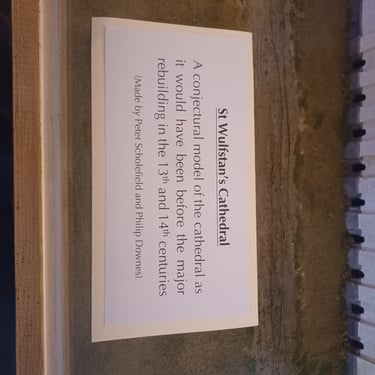 St Wulfstan's Cathedral
A conjectural model of the cathedral as
it would have been before the major
rebuilding in the 13th and 14th centuries
(Made by Peter Scholefield and Philip Downes)